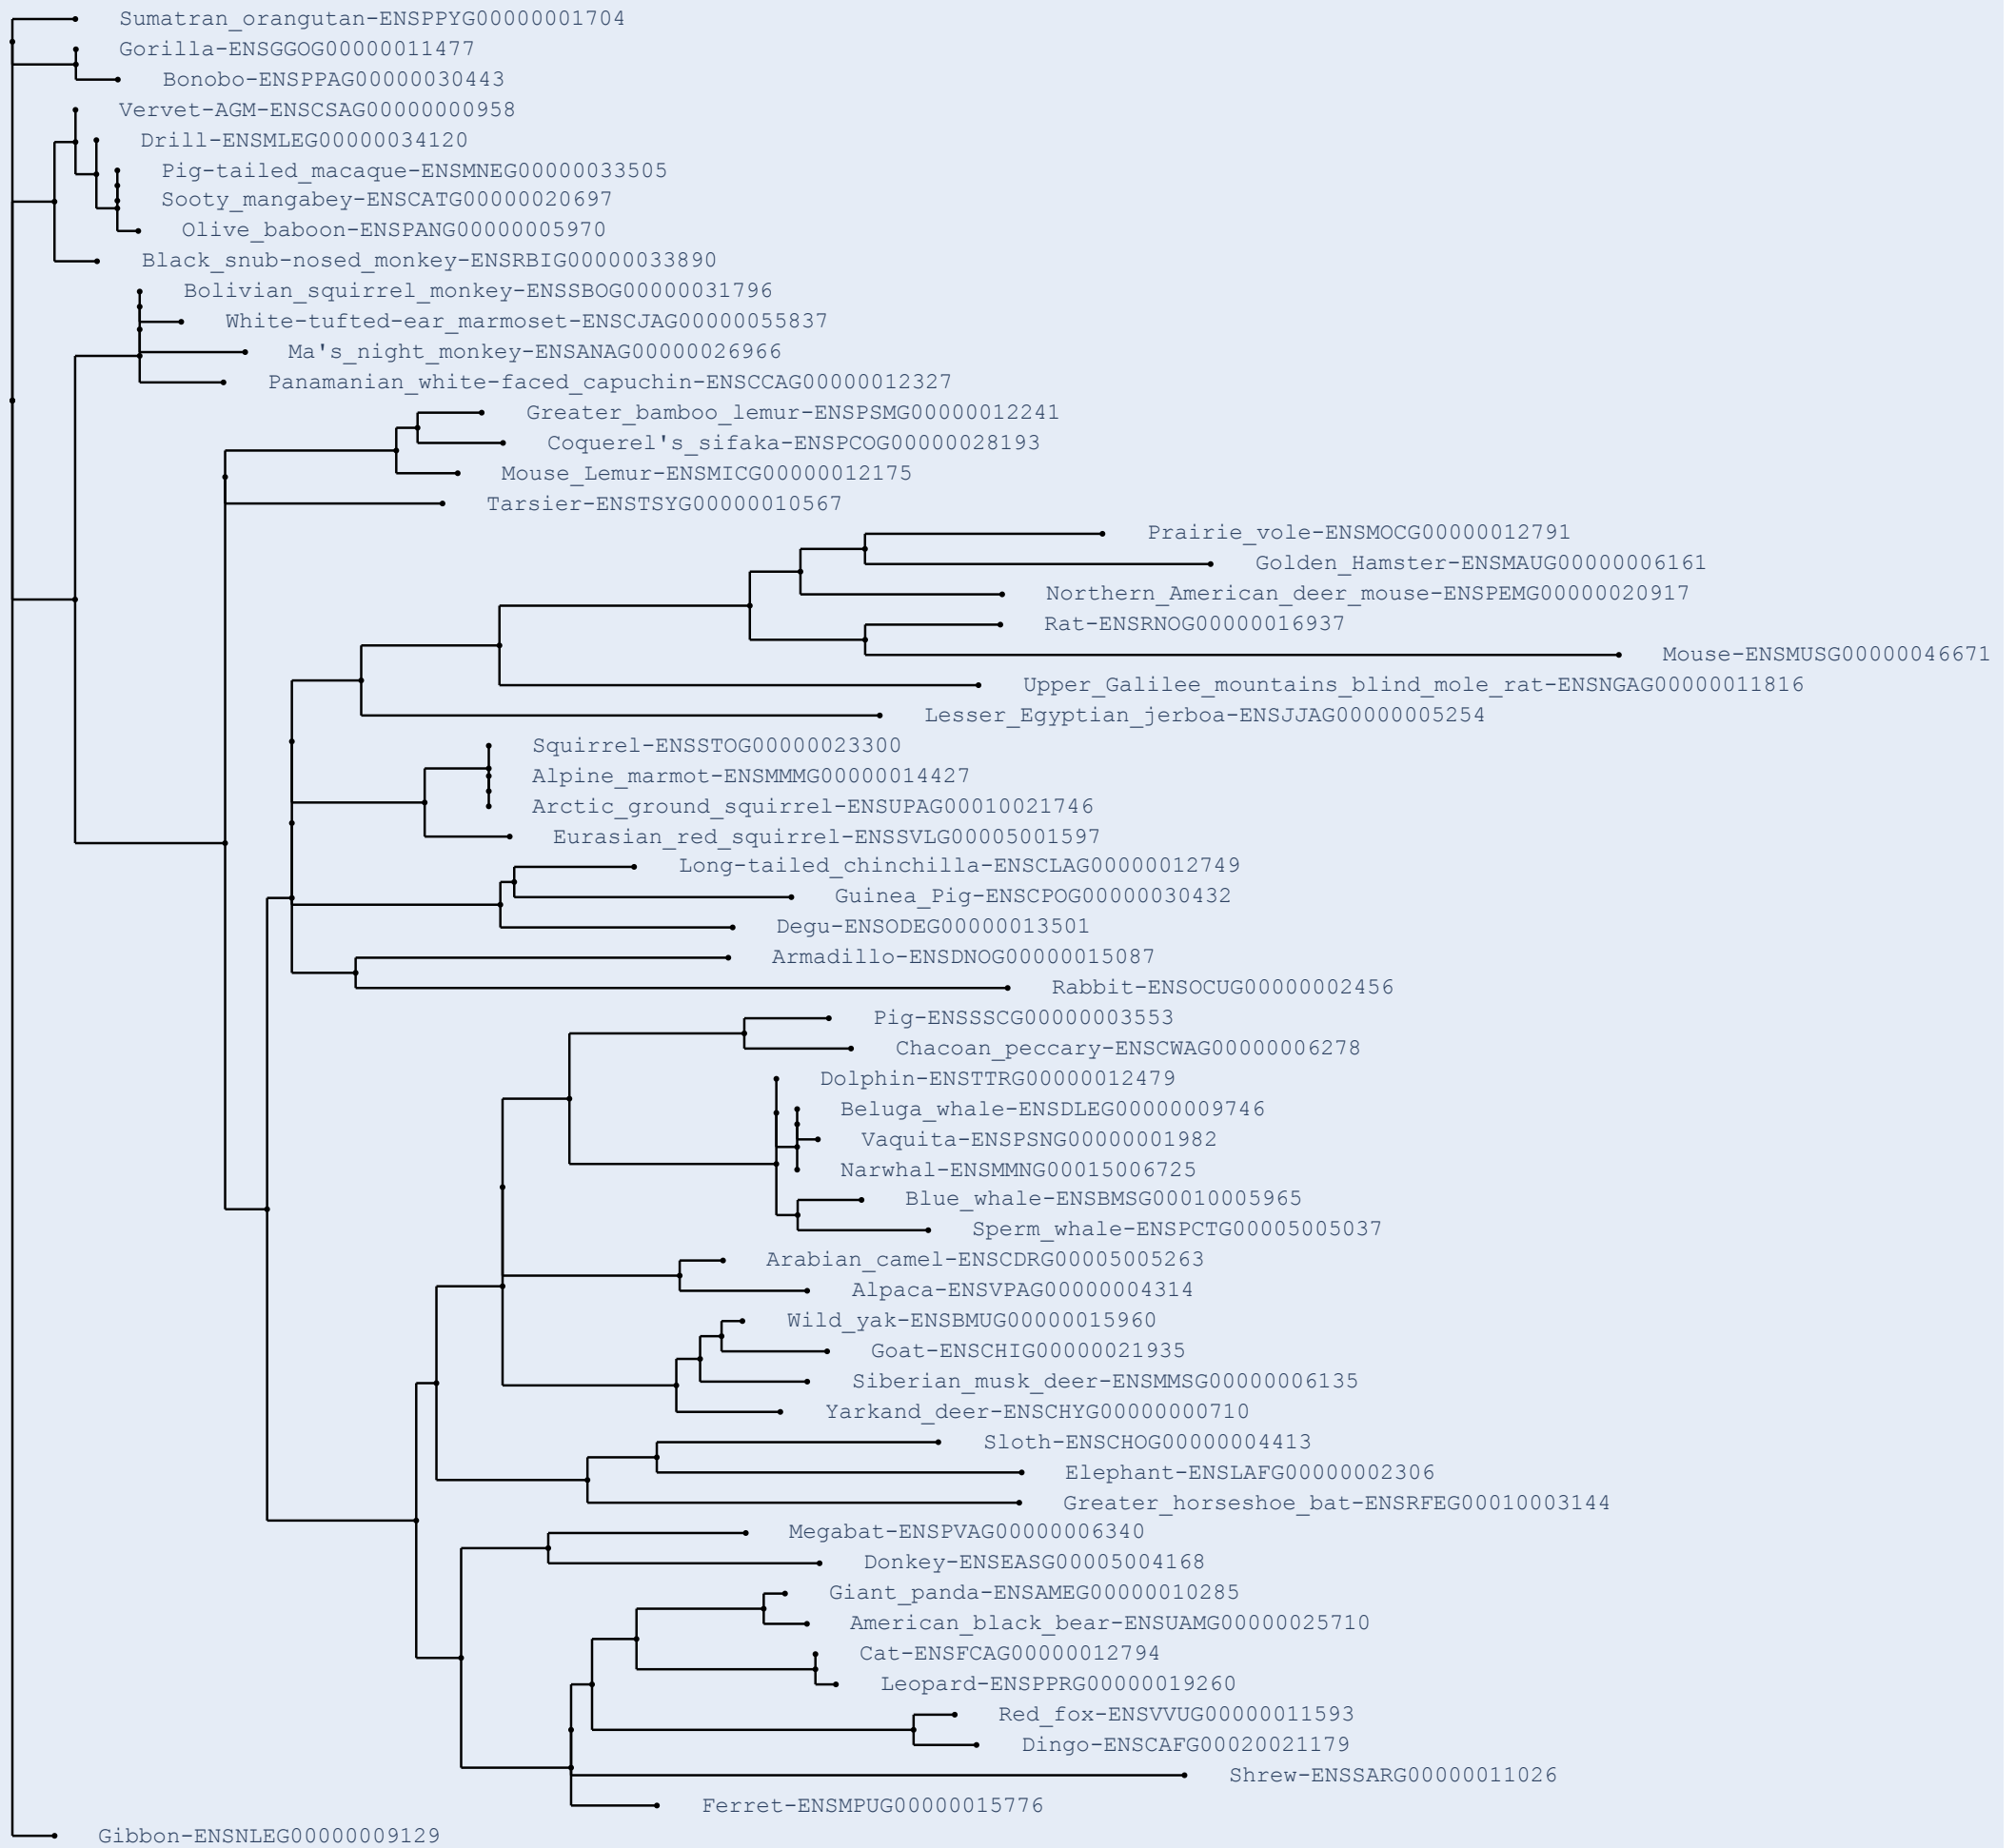 Sumatran_orangutan-ENSPPYG00000001704
Gorilla-ENSGGOG00000011477
Bonobo-ENSPPAG00000030443
Vervet-AGM-ENSCSAG00000000958
Drill-ENSMLEG00000034120
Pig-tailed_macaque-ENSMNEG00000033505
Sooty_mangabey-ENSCATG00000020697
Olive_baboon-ENSPANG00000005970
Black_snub-nosed_monkey-ENSRBIG00000033890
Bolivian_squirrel_monkey-ENSSBOG00000031796
White-tufted-ear_marmoset-ENSCJAG00000055837
Ma's_night_monkey-ENSANAG00000026966
Panamanian_white-faced_capuchin-ENSCCAG00000012327
Greater_bamboo_lemur-ENSPSMG00000012241
Coquerel's_sifaka-ENSPCOG00000028193
Mouse_Lemur-ENSMICG00000012175
Tarsier-ENSTSYG00000010567
Prairie_vole-ENSMOCG00000012791
Golden_Hamster-ENSMAUG00000006161
Northern_American_deer_mouse-ENSPEMG00000020917
Rat-ENSRNOG00000016937
Mouse-ENSMUSG00000046671
Upper_Galilee_mountains_blind_mole_rat-ENSNGAG00000011816
Lesser_Egyptian_jerboa-ENSJJAG00000005254
Squirrel-ENSSTOG00000023300
Alpine_marmot-ENSMMMG00000014427
Arctic_ground_squirrel-ENSUPAG00010021746
Eurasian_red_squirrel-ENSSVLG00005001597
Long-tailed_chinchilla-ENSCLAG00000012749
Guinea_Pig-ENSCPOG00000030432
Degu-ENSODEG00000013501
Armadillo-ENSDNOG00000015087
Rabbit-ENSOCUG00000002456
Pig-ENSSSCG00000003553
Chacoan_peccary-ENSCWAG00000006278
Dolphin-ENSTTRG00000012479
Beluga_whale-ENSDLEG00000009746
Vaquita-ENSPSNG00000001982
Narwhal-ENSMMNG00015006725
Blue_whale-ENSBMSG00010005965
Sperm_whale-ENSPCTG00005005037
Arabian_camel-ENSCDRG00005005263
Alpaca-ENSVPAG00000004314
Wild_yak-ENSBMUG00000015960
Goat-ENSCHIG00000021935
Siberian_musk_deer-ENSMMSG00000006135
Yarkand_deer-ENSCHYG00000000710
Sloth-ENSCHOG00000004413
Elephant-ENSLAFG00000002306
Greater_horseshoe_bat-ENSRFEG00010003144
Megabat-ENSPVAG00000006340
Donkey-ENSEASG00005004168
Giant_panda-ENSAMEG00000010285
American_black_bear-ENSUAMG00000025710
Cat-ENSFCAG00000012794
Leopard-ENSPPRG00000019260
Red_fox-ENSVVUG00000011593
Dingo-ENSCAFG00020021179
Shrew-ENSSARG00000011026
Ferret-ENSMPUG00000015776
Gibbon-ENSNLEG00000009129